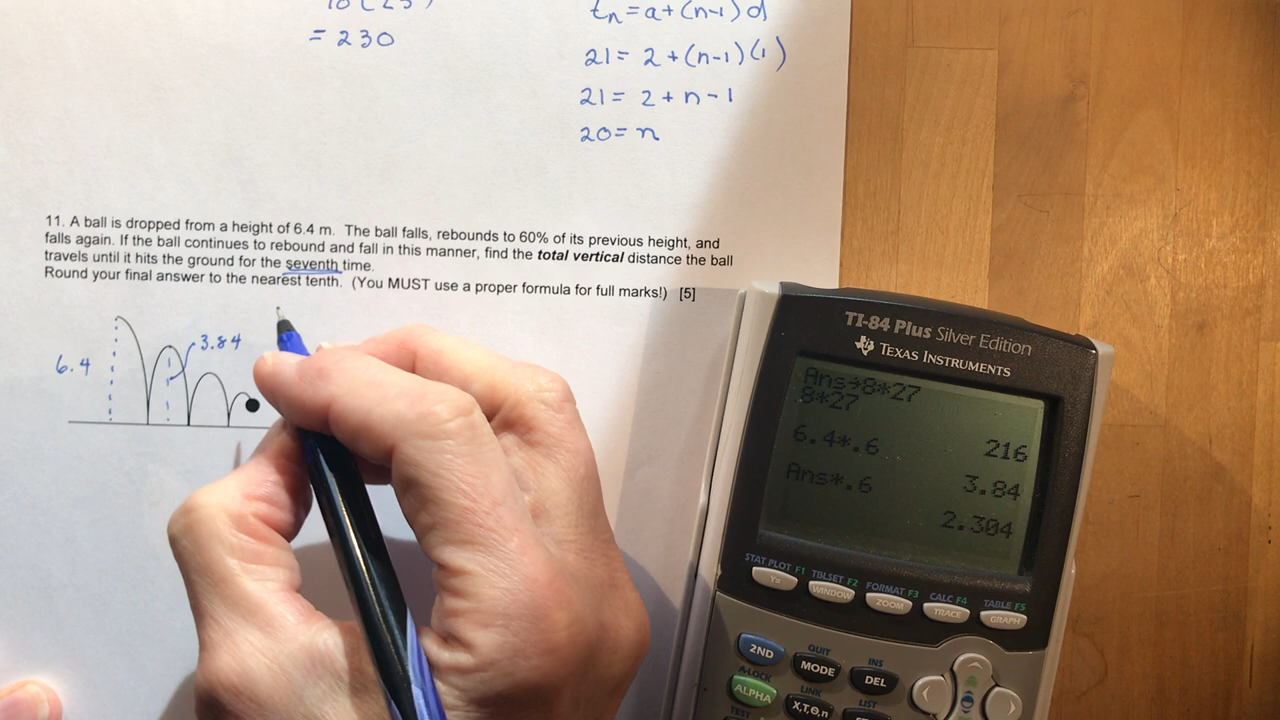 = 230
tn = a + (n-1) d
21 = 2 + (n-1)(1)
21 = 2 + n - 1
20 = n
11. A ball is dropped from a height of 6.4 m. The ball falls, rebounds to 60% of its previous height, and
falls again. If the ball continues to rebound and fall in this manner, find the total vertical distance the ball
travels until it hits the ground for the seventh time.
Round your final answer to the nearest tenth. (You MUST use a proper formula for full marks!) [5]
6.4
3.84
TI-84 Plus Silver Edition
TEXAS INSTRUMENTS
8*27
216
6.4*.6
3.84
Ans*.6
2.304
STAT PLOT F1 TBLSET F2 FORMAT F3 CALC F4 TABLE F5
Y= WINDOW ZOOM TRACE GRAPH
QUIT INS
2ND MODE DEL
A-LOCK LINK LIST
ALPHA X,T,Θ,n
TEST